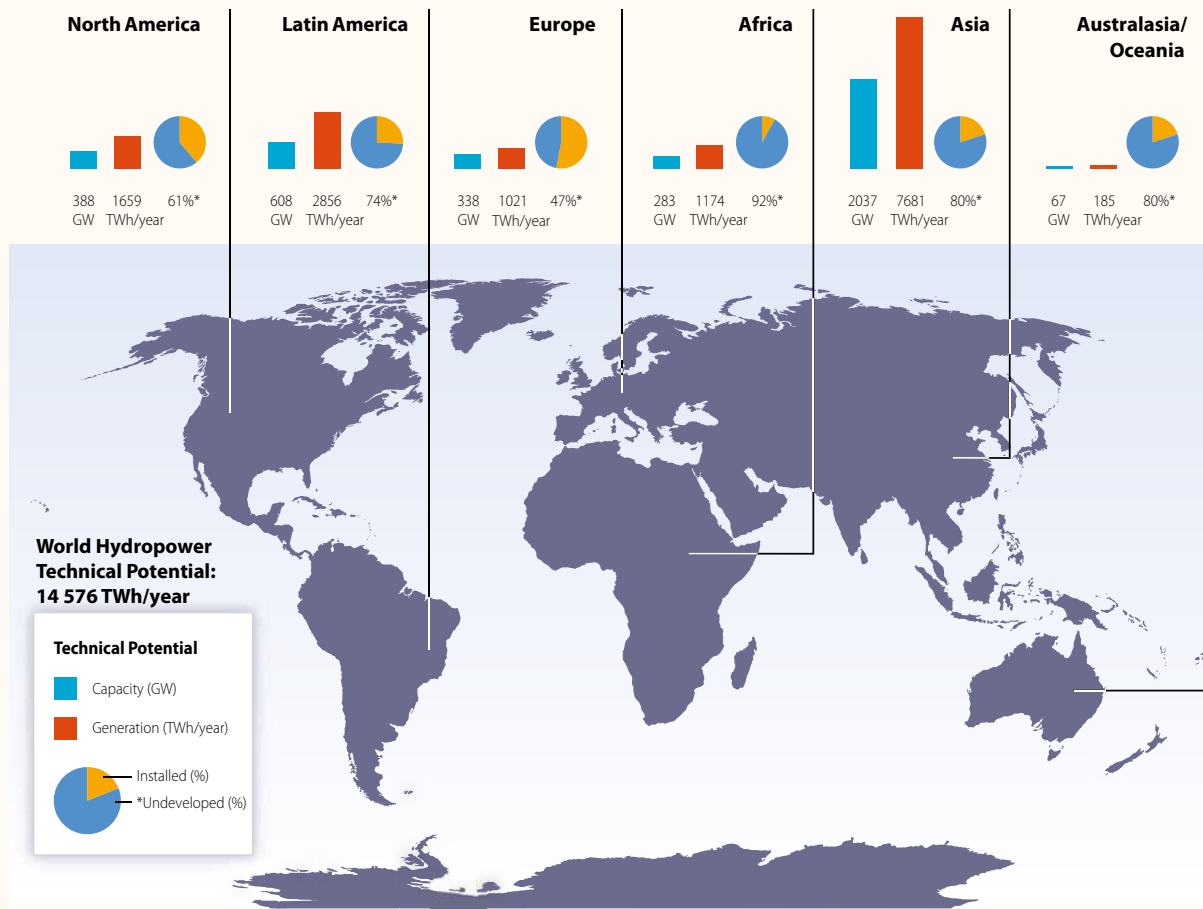 North America
388
GW
1659
TWh/year
61%*
Latin America
608
GW
2856
TWh/year
74%*
Europe
338
GW
1021
TWh/year
47%*
Africa
283
GW
1174
TWh/year
92%*
Asia
2037
GW
7681
TWh/year
80%*
Australasia/
Oceania
67
GW
185
TWh/year
80%*
World Hydropower
Technical Potential:
14 576 TWh/year
Technical Potential
Capacity (GW)
Generation (TWh/year)
Installed (%)
*Undeveloped (%)